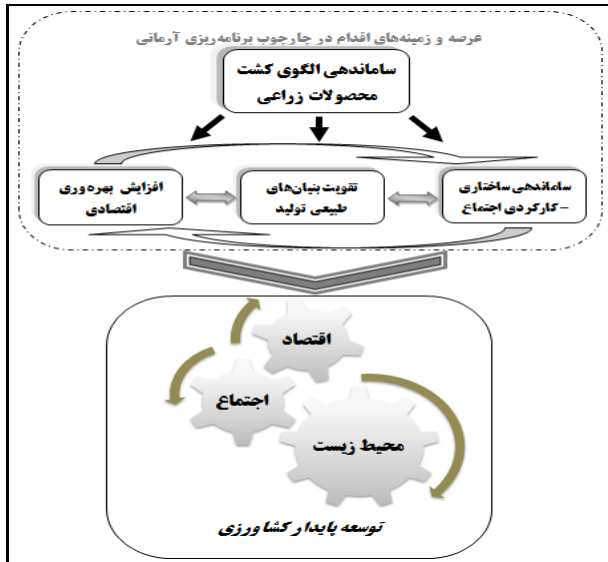 عرصه و زمینه‌های اقدام در چارچوب برنامه‌ریزی آرمانی
ساماندهی الگوی کشت
محصولات زراعی
ساماندهی ساختاری
– کارکردی اجتماع
تقویت بنیان‌های
طبیعی تولید
افزایش بهره‌وری
اقتصادی
اقتصاد
اجتماع
محیط زیست
توسعه پایدار کشاورزی